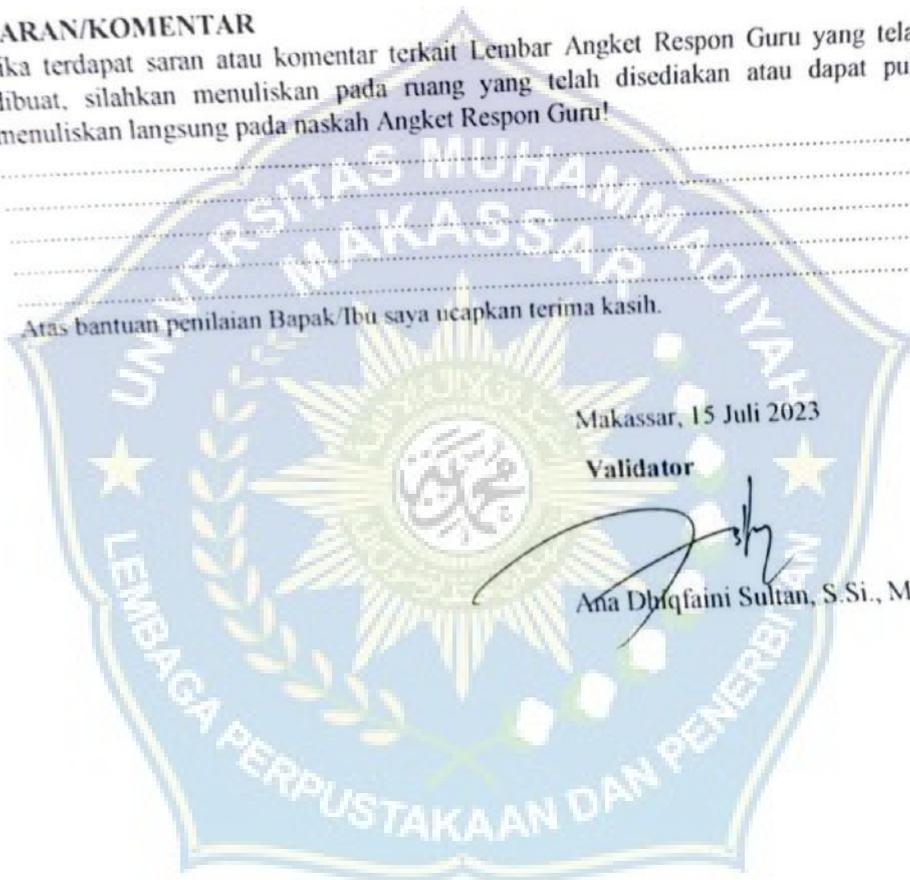 ARAN/KOMENTAR
ika terdapat saran atau komentar terkait Lembar Angket Respon Guru yang tela
dibuat, silahkan menuliskan pada ruang yang telah disediakan atau dapat pu
menuliskan langsung pada naskah Angket Respon Guru!
Atas bantuan penilaian Bapak/Ibu saya ucapkan terima kasih.
Makassar, 15 Juli 2023
Validator
Ana Dhiqfaini Sultan, S.Si., M
UNIVERSITAS MUHAMMADIYAH
MAKASSAR
LEMBAGA PERPUSTAKAAN DAN PENERBITAN